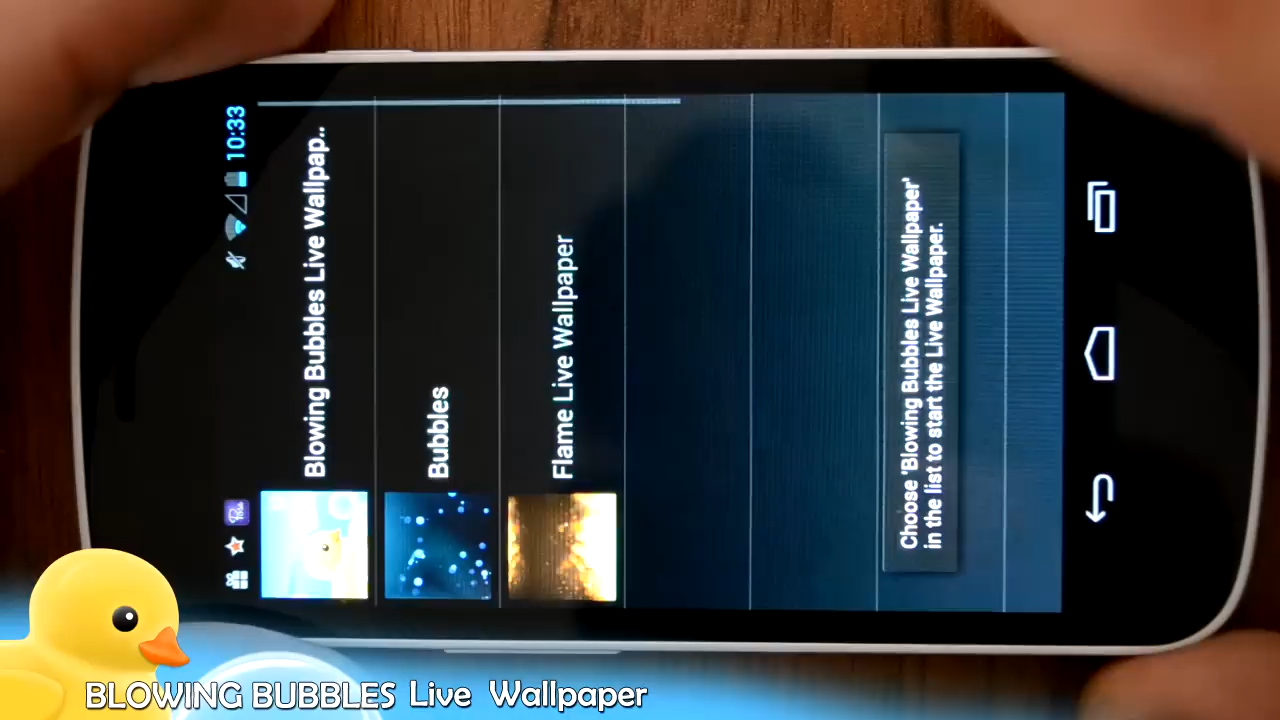 10:33
Blowing Bubbles Live Wallpap..
Bubbles
Flame Live Wallpaper
Choose 'Blowing Bubbles Live Wallpaper'
in the list to start the Live Wallpaper.
BLOWING BUBBLES Live Wallpaper